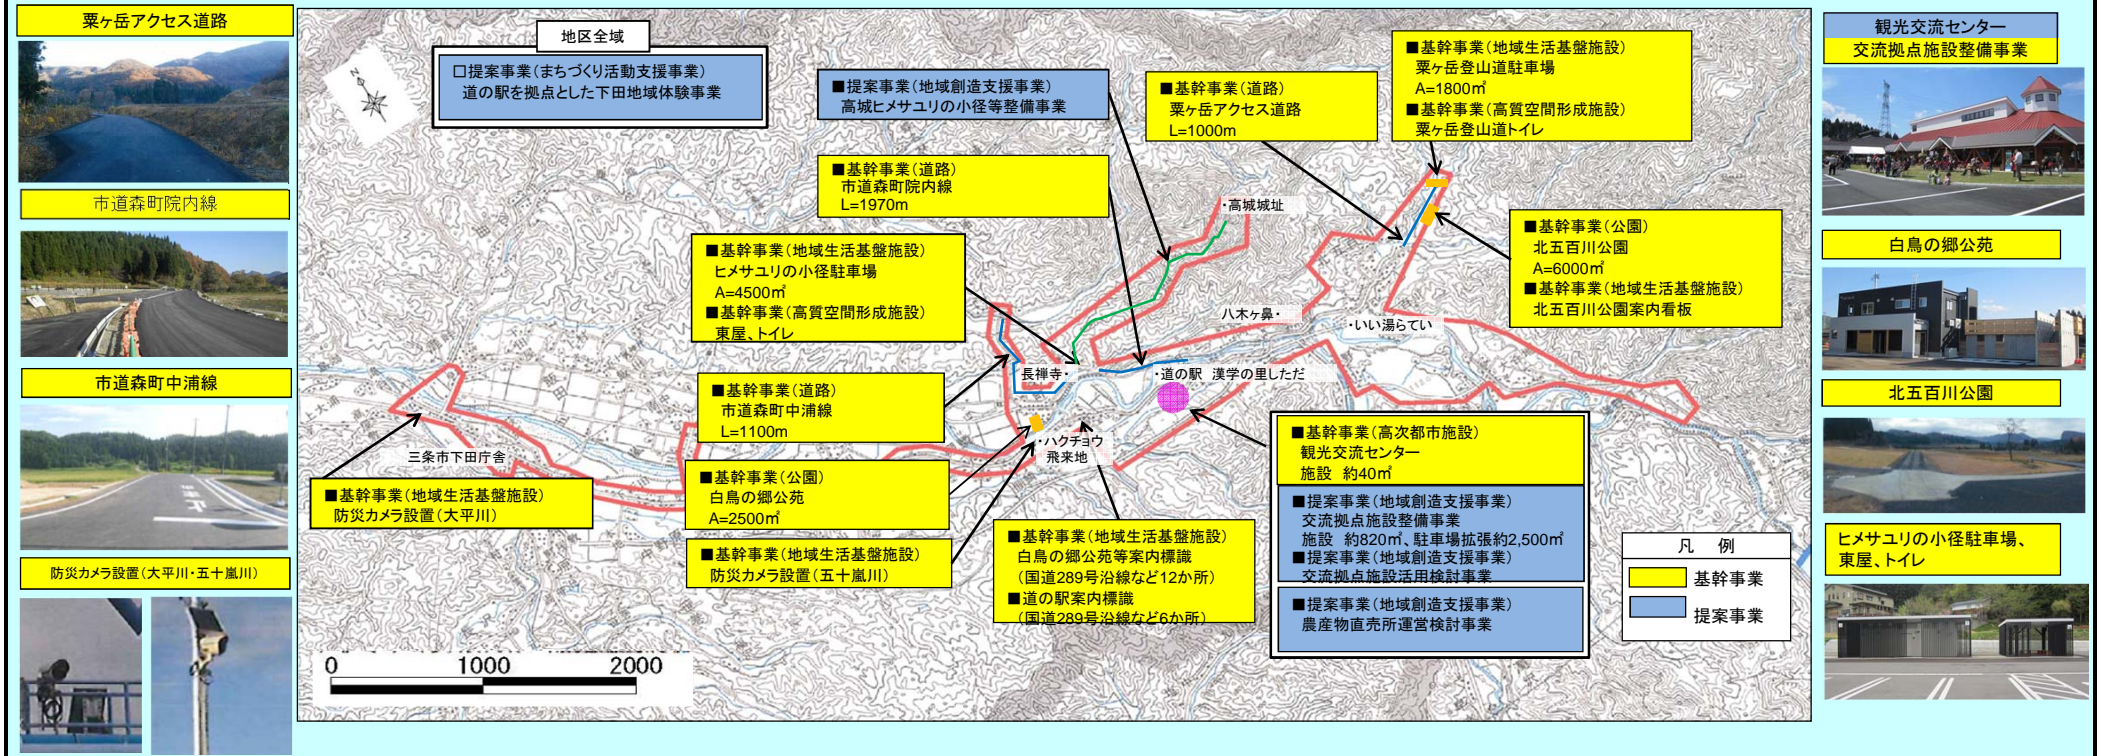 粟ヶ岳アクセス道路
市道森町院内線
市道森町中浦線
防災カメラ設置(大平川・五十嵐川)
地区全域
□提案事業(まちづくり活動支援事業)
道の駅を拠点とした下田地域体験事業
■提案事業(地域創造支援事業)
高城ヒメサユリの小径等整備事業
■基幹事業(道路)
市道森町院内線
L=1970m
■基幹事業(道路)
粟ヶ岳アクセス道路
L=1000m
■基幹事業(地域生活基盤施設)
粟ヶ岳登山道駐車場
A=1800㎡
■基幹事業(高質空間形成施設)
粟ヶ岳登山道トイレ
■基幹事業(地域生活基盤施設)
ヒメサユリの小径駐車場
A=4500㎡
■基幹事業(高質空間形成施設)
東屋、トイレ
■基幹事業(公園)
北五百川公園
A=6000㎡
■基幹事業(地域生活基盤施設)
北五百川公園案内看板
・高城城址
八木ヶ鼻・
・いい湯らてい
長禅寺・
・道の駅 漢学の里しただ
・ハクチョウ
飛来地
三条市下田庁舎
■基幹事業(道路)
市道森町中浦線
L=1100m
■基幹事業(地域生活基盤施設)
防災カメラ設置(大平川)
■基幹事業(公園)
白鳥の郷公苑
A=2500㎡
■基幹事業(地域生活基盤施設)
防災カメラ設置(五十嵐川)
■基幹事業(地域生活基盤施設)
白鳥の郷公苑等案内標識
(国道289号沿線など12か所)
■道の駅案内標識
(国道289号沿線など6か所)
■基幹事業(高次都市施設)
観光交流センター
施設 約40㎡
■提案事業(地域創造支援事業)
交流拠点施設整備事業
施設 約820㎡、駐車場拡張約2,500㎡
■提案事業(地域創造支援事業)
交流拠点施設活用検討事業
■提案事業(地域創造支援事業)
農産物直売所運営検討事業
凡 例
基幹事業
提案事業
0 1000 2000
観光交流センター
交流拠点施設整備事業
白鳥の郷公苑
北五百川公園
ヒメサユリの小径駐車場、
東屋、トイレ